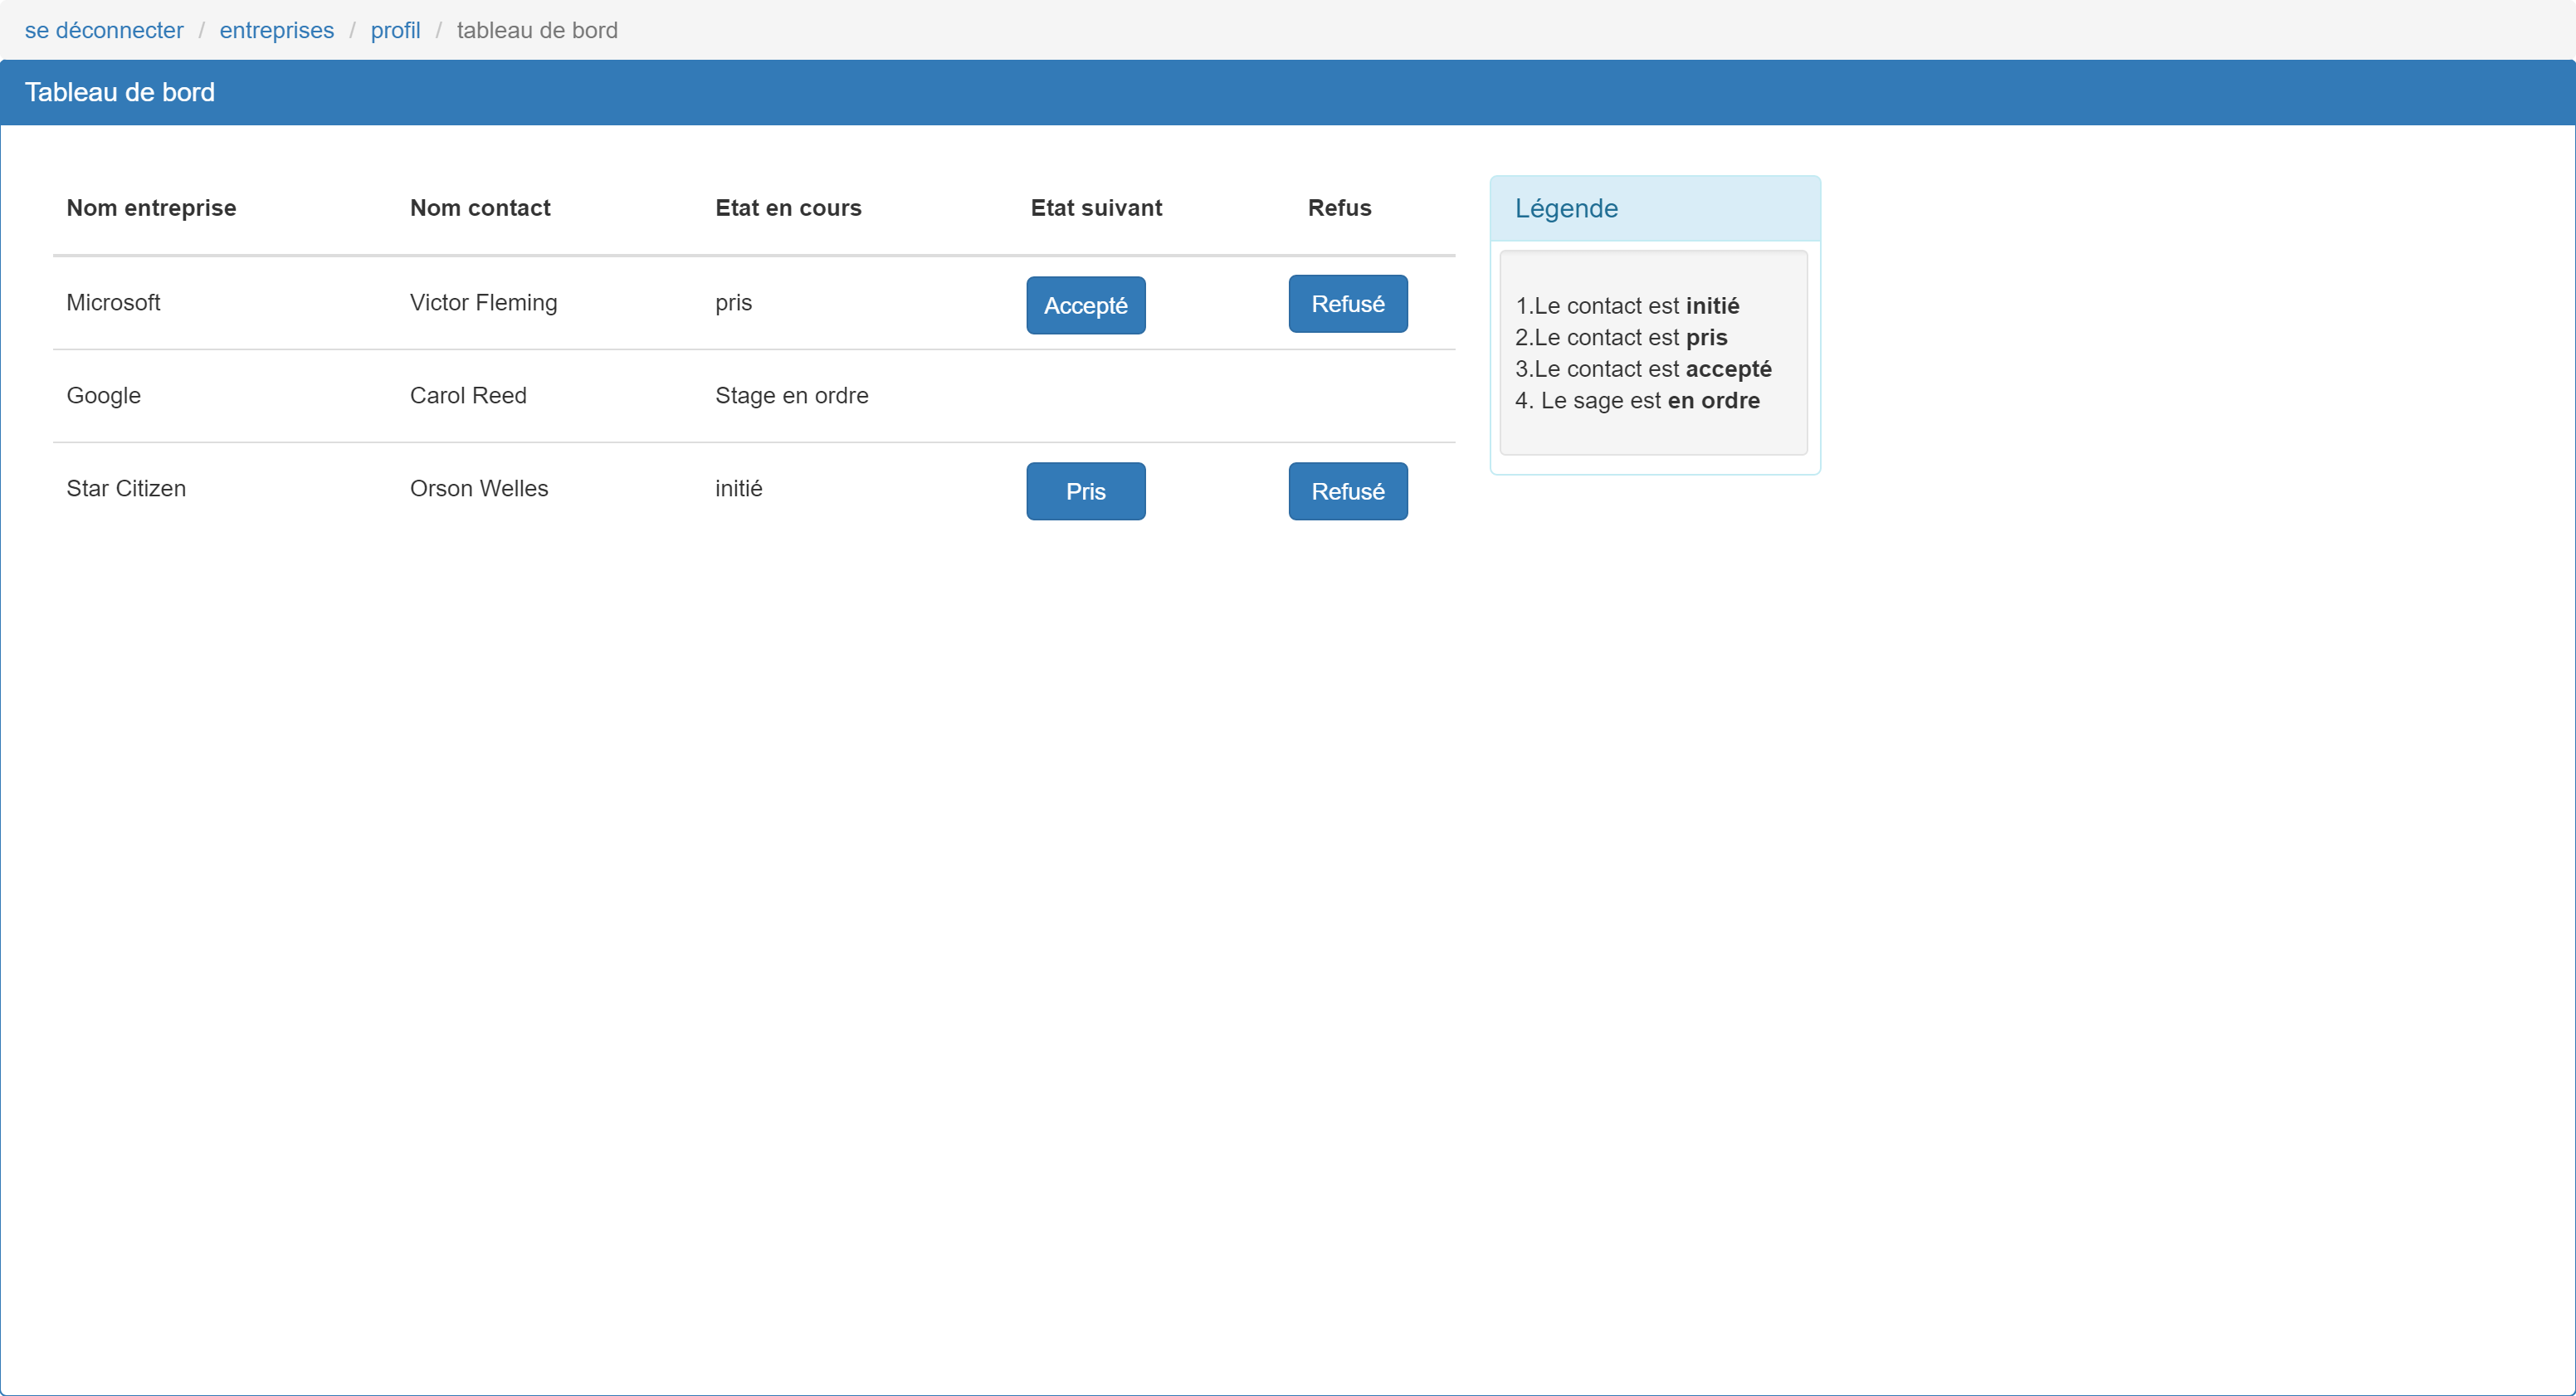 se déconnecter / entreprises / profil / tableau de bord
Tableau de bord
Nom entreprise Nom contact Etat en cours Etat suivant Refus
Microsoft Victor Fleming pris Accepté Refusé
Google Carol Reed Stage en ordre
Star Citizen Orson Welles initié Pris Refusé
Légende
1.Le contact est initié
2.Le contact est pris
3.Le contact est accepté
4. Le sage est en ordre